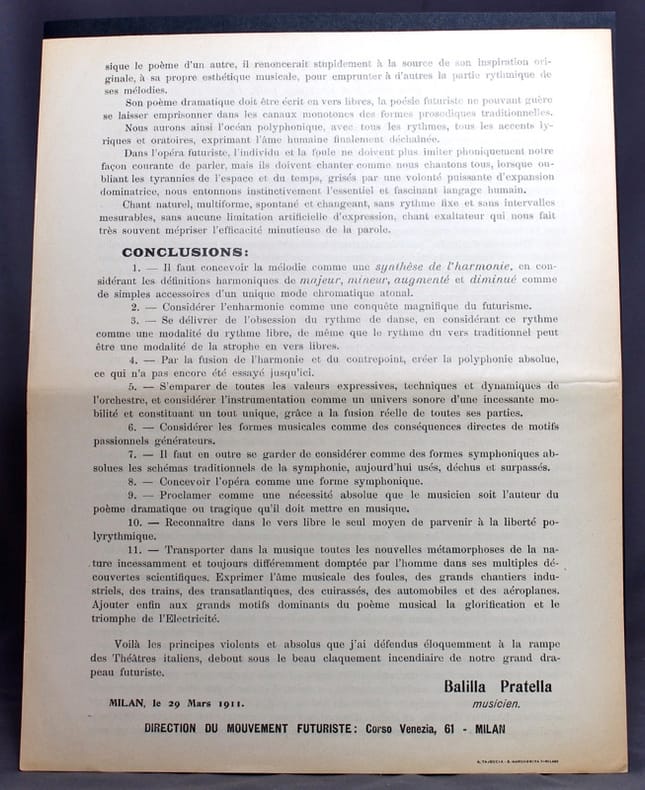 sique le poème d'un autre, il renoncerait stupidement à la source de son inspiration ori-
ginale, à sa propre esthétique musicale, pour emprunter à d'autres la partie rythmique de
ses mélodies.
Son poème dramatique doit être écrit en vers libres, la poésie futuriste ne pouvant guère
se laisser emprisonner dans les canaux monotones des formes prosodiques traditionnelles.
Nous aurons ainsi l'océan polyphonique, avec tous les rythmes, tous les accents ly-
riques et oratoires, exprimant l'âme humaine finalement déchaînée.
Dans l'opéra futuriste, l'individu et la foule ne doivent plus imiter phoniquement notre
façon courante de parler, mais ils doivent chanter comme nous chantons tous, lorsque ou-
bliant les tyrannies de l'espace et du temps, grisés par une volonté puissante d'expansion
dominatrice, nous entonnons instinctivement l'essentiel et fascinant langage humain.
Chant naturel, multiforme, spontané et changeant, sans rythme fixe et sans intervalles
mesurables, sans aucune limitation artificielle d'expression, chant exaltateur qui nous fait
très souvent mépriser l'efficacité minutieuse de la parole.
CONCLUSIONS:
1. — Il faut concevoir la mélodie comme une synthèse de l'harmonie, en con-
sidérant les définitions harmoniques de majeur, mineur, augmenté et diminué comme
de simples accessoires d'un unique mode chromatique atonal.
2. — Considérer l'enharmonie comme une conquête magnifique du futurisme.
3. — Se délivrer de l'obsession du rythme de danse, en considérant ce rythme
comme une modalité du rythme libre, de même que le rythme du vers traditionnel peut
être une modalité de la strophe en vers libres.
4. — Par la fusion de l'harmonie et du contrepoint, créer la polyphonie absolue,
ce qui n'a pas encore été essayé jusqu'ici.
5. — S'emparer de toutes les valeurs expressives, techniques et dynamiques de
l'orchestre, et considérer l'instrumentation comme un univers sonore d'une incessante mo-
bilité et constituant un tout unique, grâce a la fusion réelle de toutes ses parties.
6. — Considérer les formes musicales comme des conséquences directes de motifs
passionnels générateurs.
7. — Il faut en outre se garder de considérer comme des formes symphoniques ab-
solues les schémas traditionnels de la symphonie, aujourd'hui usés, déchus et surpassés.
8. — Concevoir l'opéra comme une forme symphonique.
9. — Proclamer comme une nécessité absolue que le musicien soit l'auteur du
poème dramatique ou tragique qu'il doit mettre en musique.
10. — Reconnaître dans le vers libre le seul moyen de parvenir à la liberté po-
lyrythmique.
11. — Transporter dans la musique toutes les nouvelles métamorphoses de la na-
ture incessamment et toujours différemment domptée par l'homme dans ses multiples dé-
couvertes scientifiques. Exprimer l'âme musicale des foules, des grands chantiers indu-
striels, des trains, des transatlantiques, des cuirassés, des automobiles et des aéroplanes.
Ajouter enfin aux grands motifs dominants du poème musical la glorification et le
triomphe de l'Electricité.
Voilà les principes violents et absolus que j'ai défendus éloquemment à la rampe
des Théâtres italiens, debout sous le beau claquement incendiaire de notre grand dra-
peau futuriste.
Balilla Pratella
MILAN, le 29 Mars 1911.
musicien.
DIRECTION DU MOUVEMENT FUTURISTE: Corso Venezia, 61 - MILAN